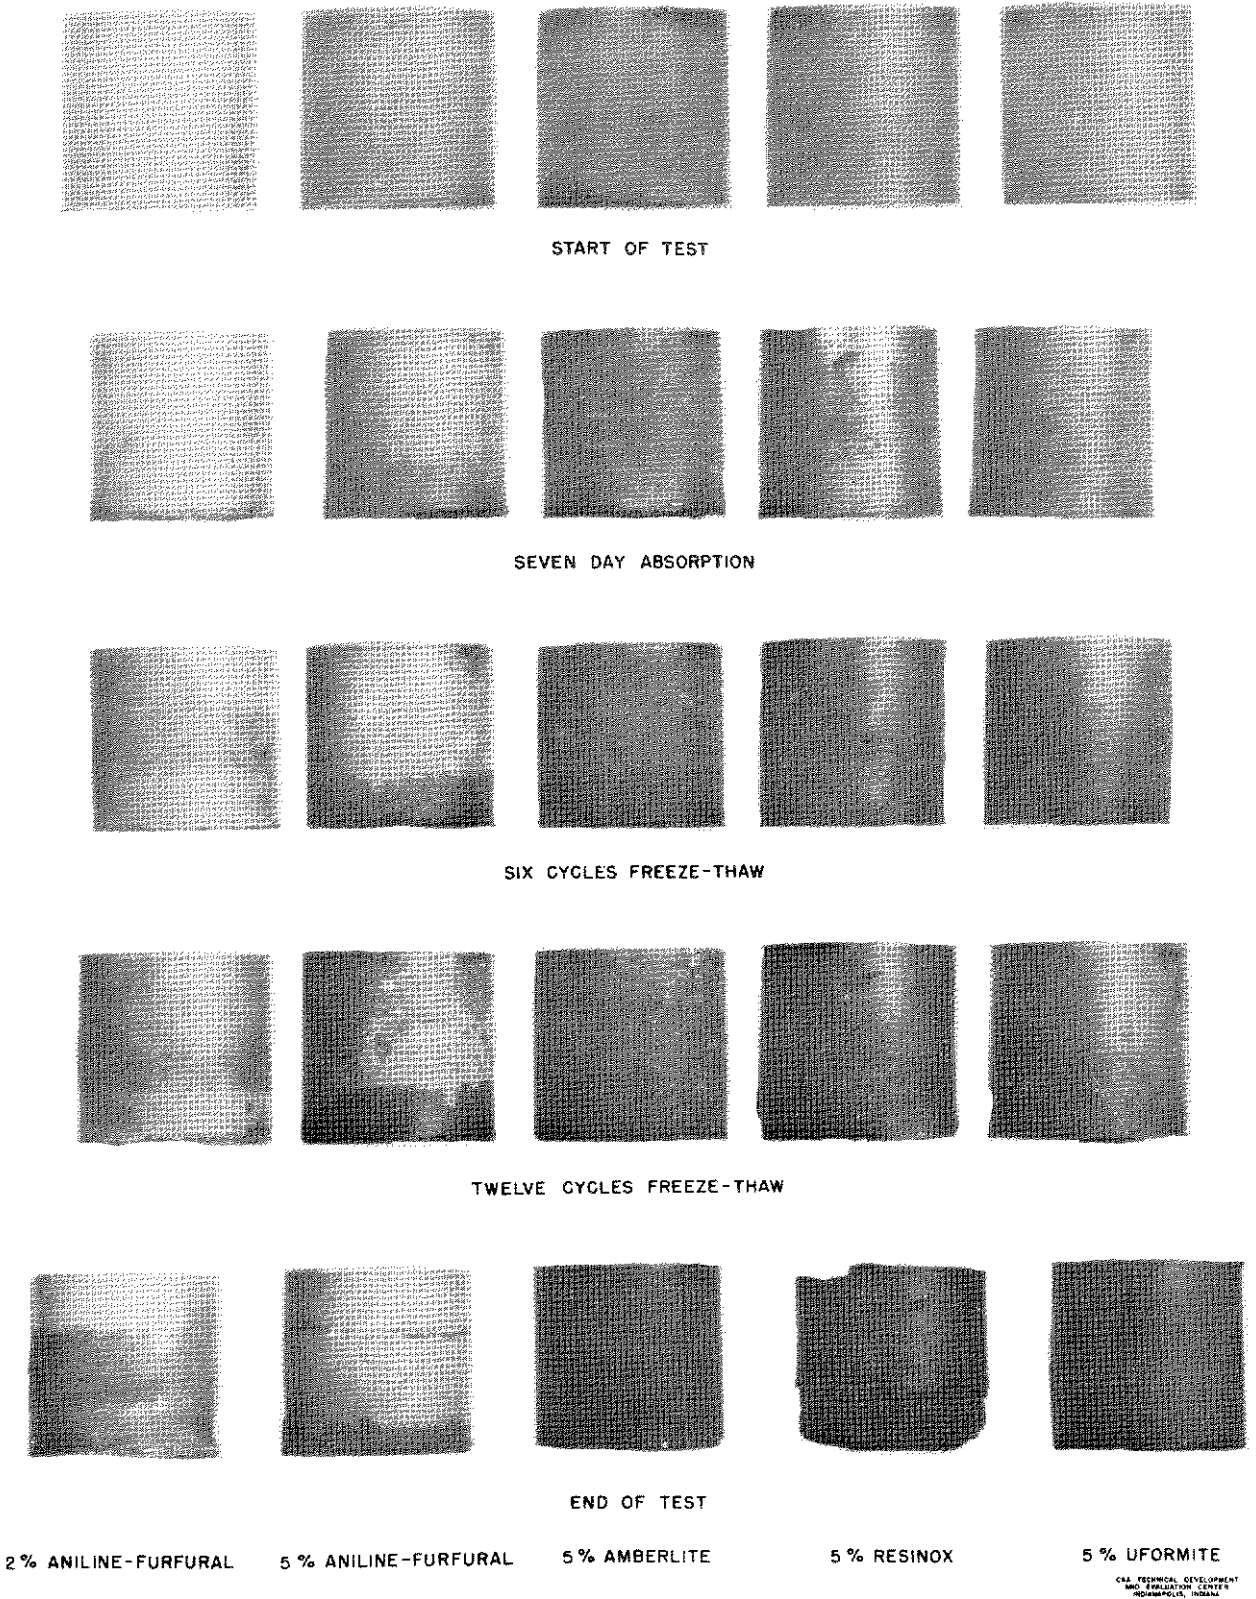 START OF TEST
SEVEN DAY ABSORPTION
SIX CYCLES FREEZE-THAW
TWELVE CYCLES FREEZE-THAW
END OF TEST
2% ANILINE-FURFURAL 5% ANILINE-FURFURAL 5% AMBERLITE 5% RESINOX 5% UFORMITE
CAA TECHNICAL DEVELOPMENT
AND EVALUATION CENTER
INDIANAPOLIS, INDIANA